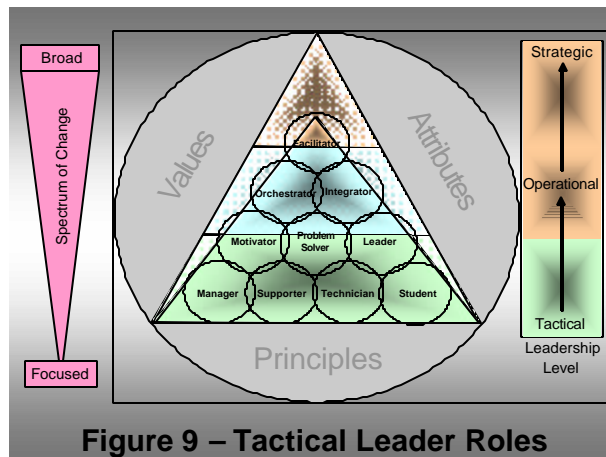 Broad
Spectrum of Change
Focused
Values
Attributes
Principles
Facilitator
Orchestrator
Integrator
Motivator
Problem
Solver
Leader
Manager
Supporter
Technician
Student
Strategic
Operational
Tactical
Leadership
Level
Figure 9 – Tactical Leader Roles